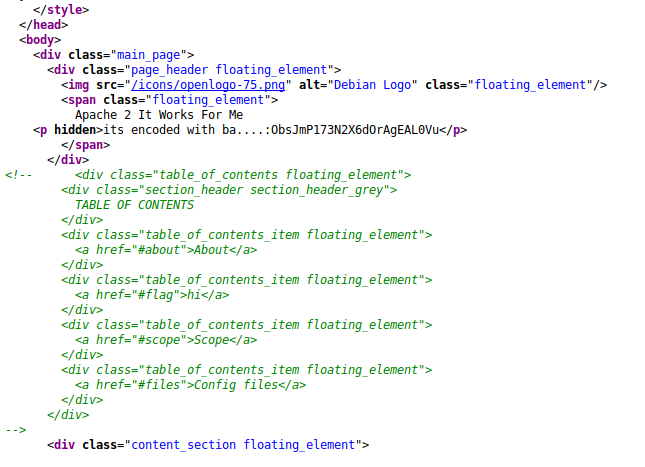 </style>
</head>
<body>
<div class="main_page">
<div class="page_header floating_element">
<img src="/icons/openlogo-75.png" alt="Debian Logo" class="floating_element"/>
<span class="floating_element">
Apache 2 It Works For Me
<p hidden>its encoded with ba....:ObsJmP173N2X6dOrAgEAL0Vu</p>
</span>
</div>
<!--      <div class="table_of_contents floating_element">
<div class="section_header section_header_grey">
TABLE OF CONTENTS
</div>
<div class="table_of_contents_item floating_element">
<a href="#about">About</a>
</div>
<div class="table_of_contents_item floating_element">
<a href="#flag">hi</a>
</div>
<div class="table_of_contents_item floating_element">
<a href="#scope">Scope</a>
</div>
<div class="table_of_contents_item floating_element">
<a href="#files">Config files</a>
</div>
</div>
-->
<div class="content_section floating_element">